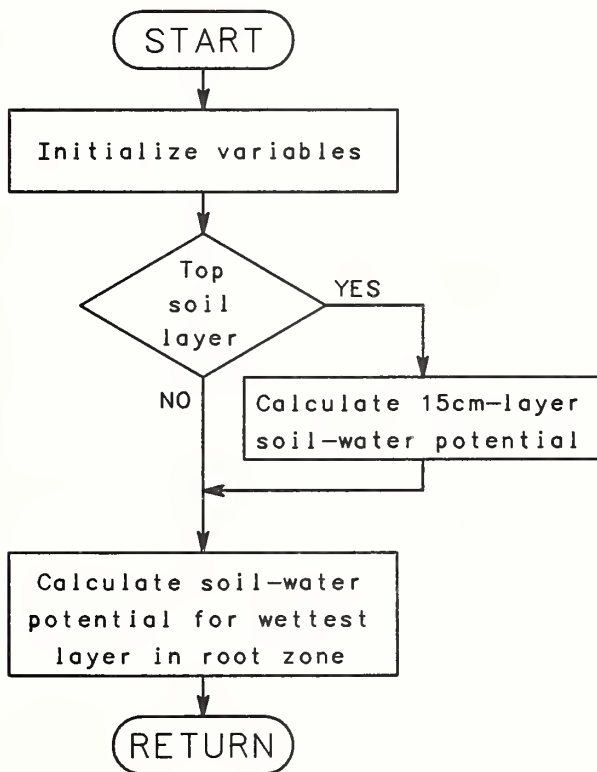 START
Initialize variables
Top
soil
layer
YES
NO
Calculate 15cm-layer
soil-water potential
Calculate soil-water
potential for wettest
layer in root zone
RETURN